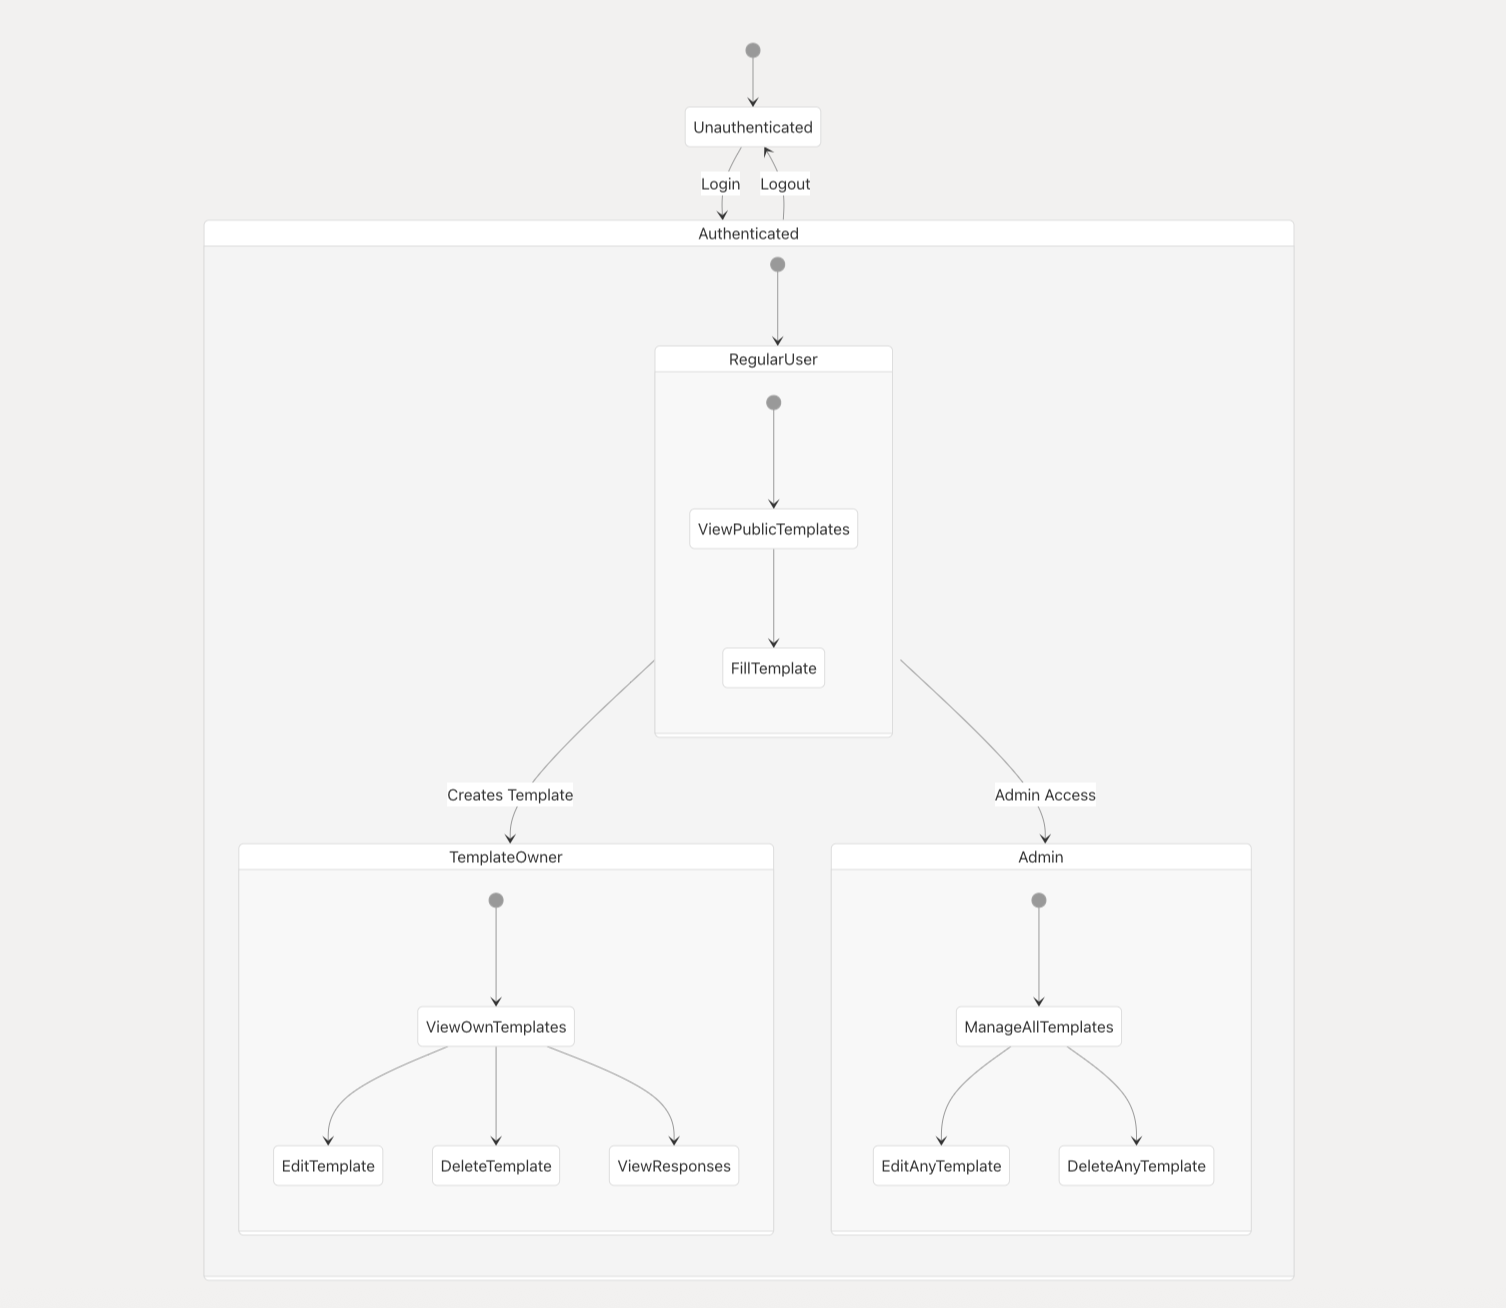 Unauthenticated
Login
Logout
Authenticated
RegularUser
ViewPublicTemplates
FillTemplate
Creates Template
Admin Access
TemplateOwner
Admin
ViewOwnTemplates
ManageAllTemplates
EditTemplate
DeleteTemplate
ViewResponses
EditAnyTemplate
DeleteAnyTemplate